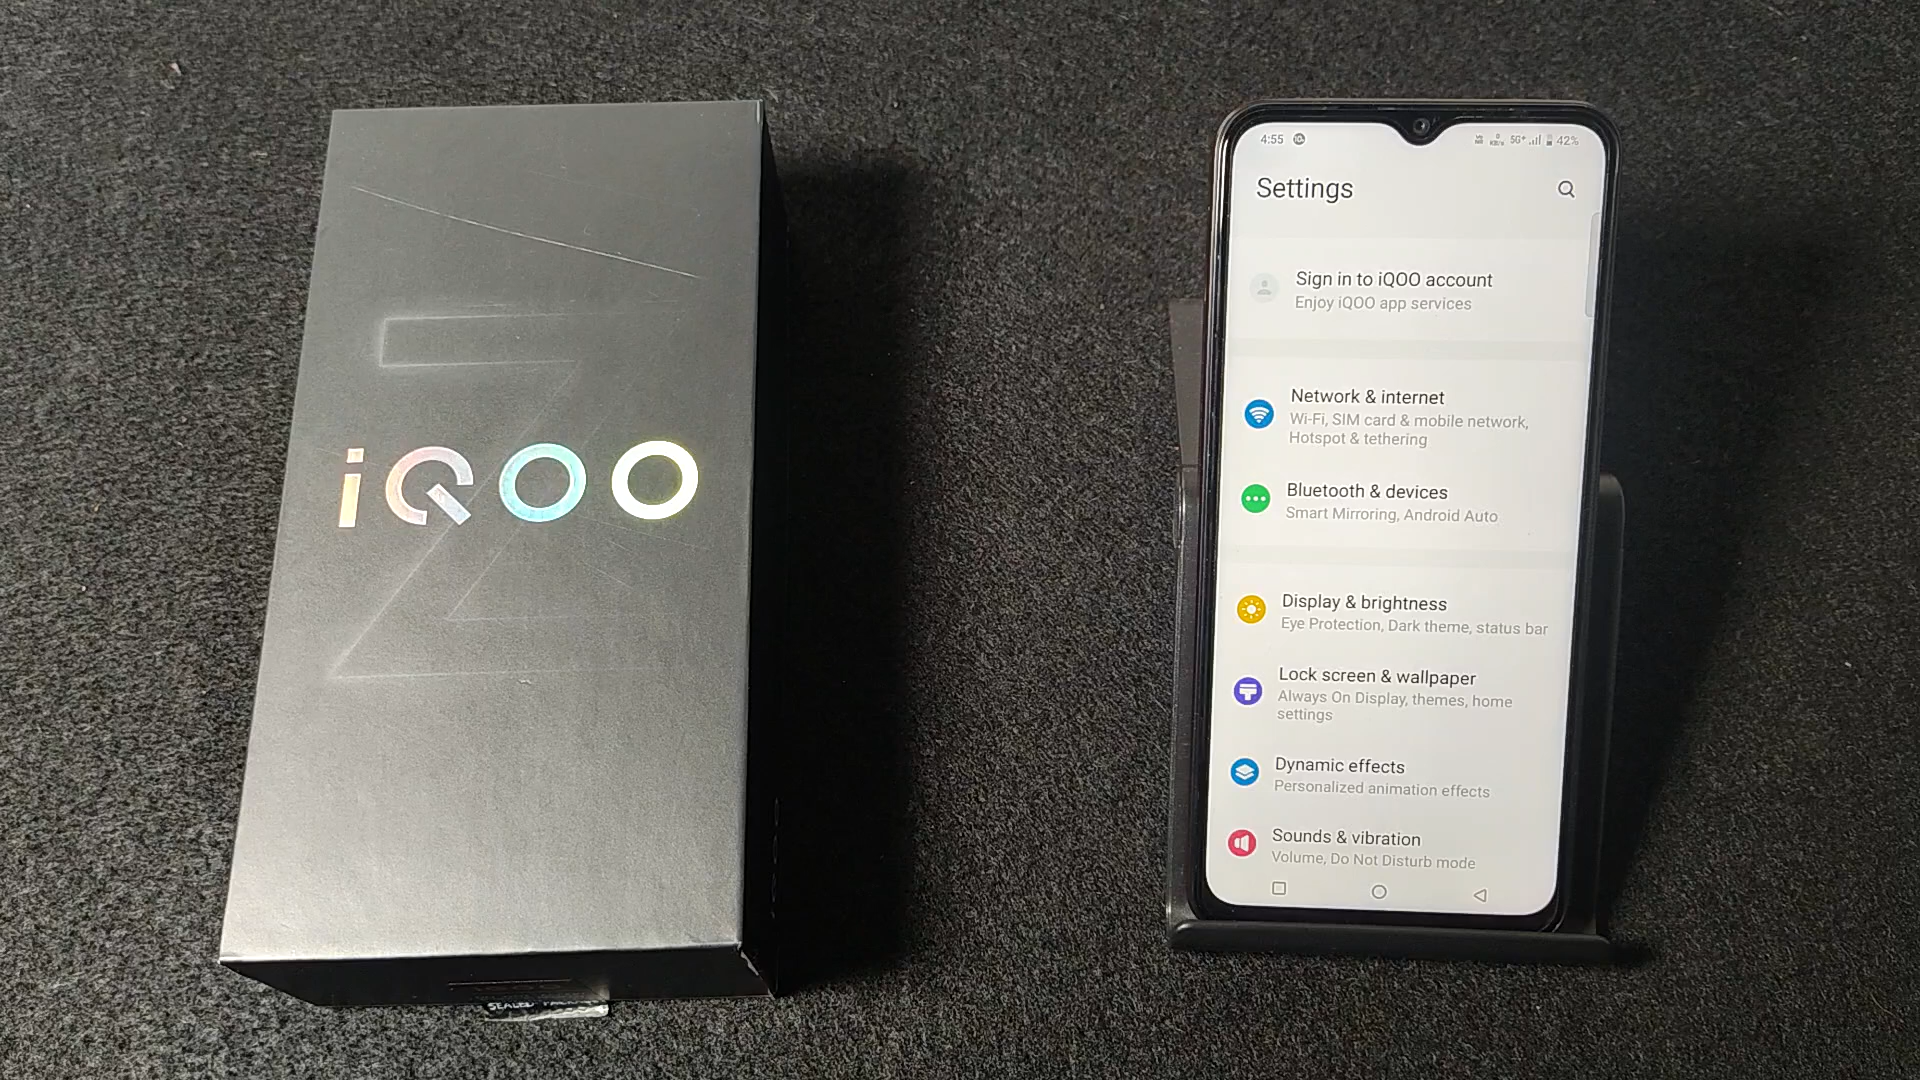 iQOO
SEALED
4:55
5G+
42%
Settings
Sign in to iQOO account
Enjoy iQOO app services
Network & internet
Wi-Fi, SIM card & mobile network,
Hotspot & tethering
Bluetooth & devices
Smart Mirroring, Android Auto
Display & brightness
Eye Protection, Dark theme, status bar
Lock screen & wallpaper
Always On Display, themes, home
settings
Dynamic effects
Personalized animation effects
Sounds & vibration
Volume, Do Not Disturb mode